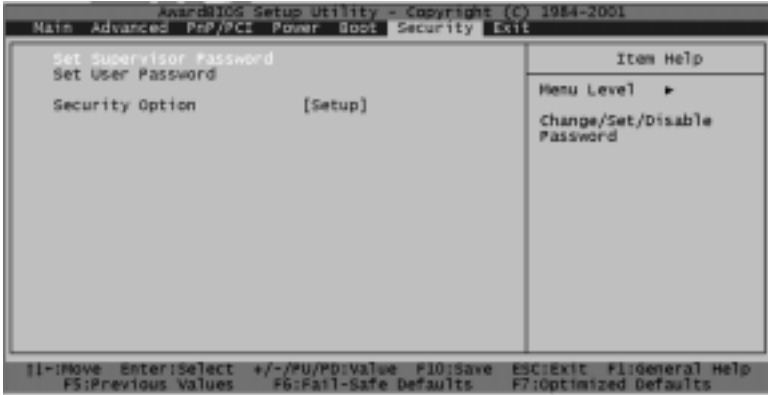 AwardBIOS Setup Utility - Copyright (C) 1984-2001
Main Advanced PnP/PCI Power Boot Security Exit
Set Supervisor Password
Set User Password
Security Option [Setup]
Item Help
Menu Level ►
Change/Set/Disable
Password
↑↓←:Move Enter:Select +/-/PU/PD:Value F10:Save ESC:Exit F1:General Help
F5:Previous Values F6:Fail-Safe Defaults F7:Optimized Defaults